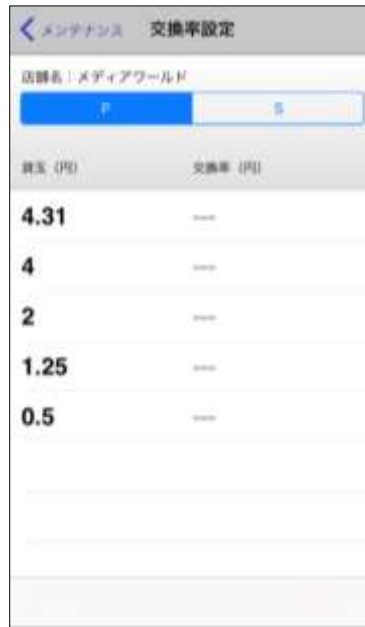 メンテナンス 交換率設定
店舗名：メディアワールド
P S
貸玉（円） 交換率（円）
4.31 ---
4 ---
2 ---
1.25 ---
0.5 ---